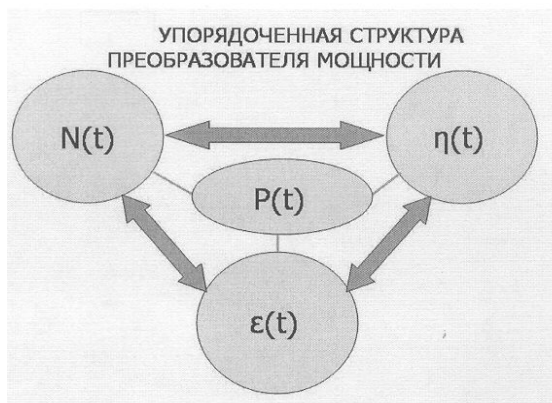 УПОРЯДОЧЕННАЯ СТРУКТУРА
ПРЕОБРАЗОВАТЕЛЯ МОЩНОСТИ
N(t)
η(t)
P(t)
ε(t)